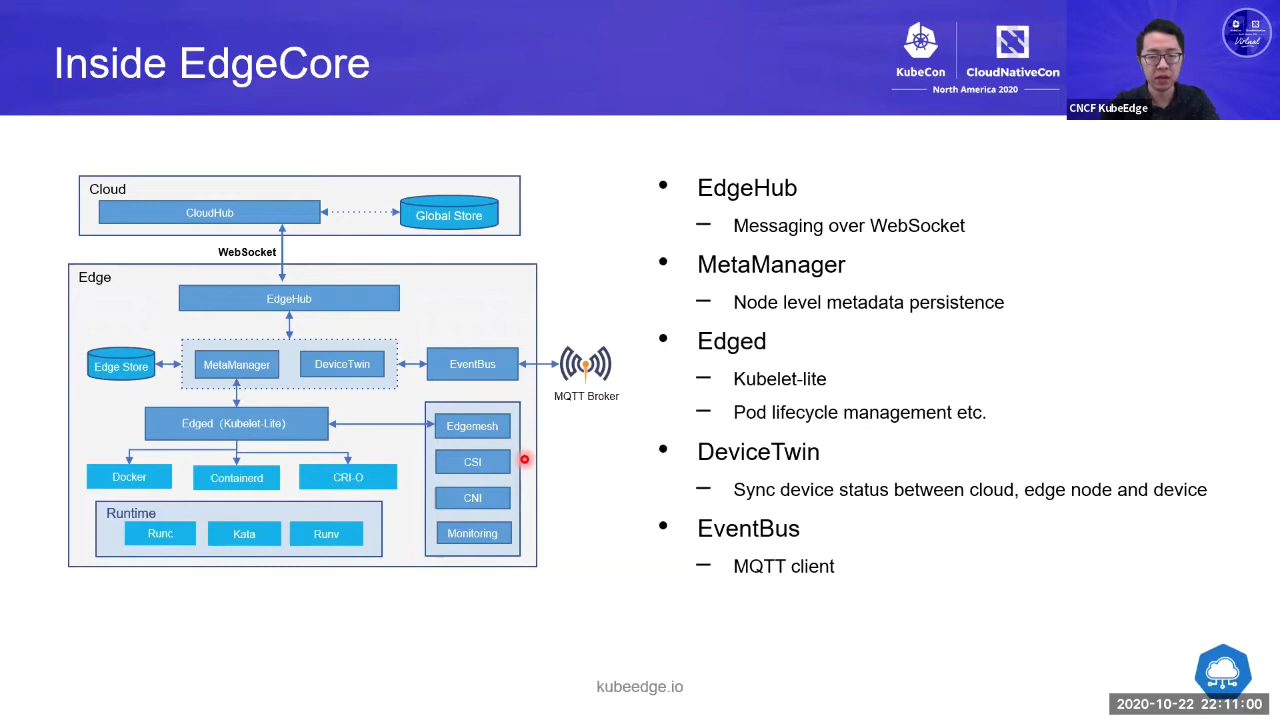 Inside EdgeCore
KubeCon
CloudNativeCon
North America 2020
Virtual
CNCF KubeEdge
Cloud
CloudHub
Global Store
WebSocket
Edge
EdgeHub
Edge Store
MetaManager
DeviceTwin
EventBus
MQTT Broker
Edged（Kubelet-Lite）
Edgemesh
CSI
CNI
Monitoring
Docker
Containerd
CRI-O
Runtime
Runc
Kata
Runv
• EdgeHub
– Messaging over WebSocket
• MetaManager
– Node level metadata persistence
• Edged
– Kubelet-lite
– Pod lifecycle management etc.
• DeviceTwin
– Sync device status between cloud, edge node and device
• EventBus
– MQTT client
kubeedge.io
2020-10-22 22:11:00